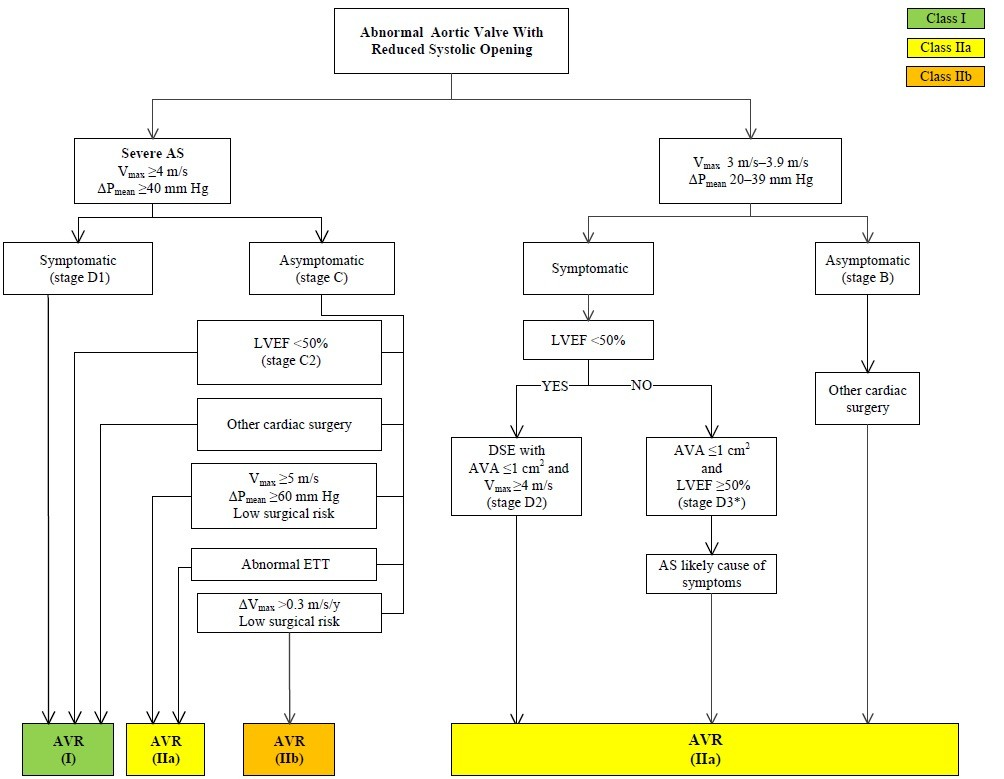 Abnormal Aortic Valve With
Reduced Systolic Opening
Class I
Class IIa
Class IIb
Severe AS
Vmax ≥4 m/s
ΔPmean ≥40 mm Hg
Vmax 3 m/s–3.9 m/s
ΔPmean 20–39 mm Hg
Symptomatic
(stage D1)
Asymptomatic
(stage C)
Symptomatic
Asymptomatic
(stage B)
LVEF <50%
(stage C2)
LVEF <50%
YES
NO
Other cardiac surgery
Other cardiac
surgery
Vmax ≥5 m/s
ΔPmean ≥60 mm Hg
Low surgical risk
DSE with
AVA ≤1 cm² and
Vmax ≥4 m/s
(stage D2)
AVA ≤1 cm²
and
LVEF ≥50%
(stage D3*)
Abnormal ETT
AS likely cause of
symptoms
ΔVmax >0.3 m/s/y
Low surgical risk
AVR
(I)
AVR
(IIa)
AVR
(IIb)
AVR
(IIa)